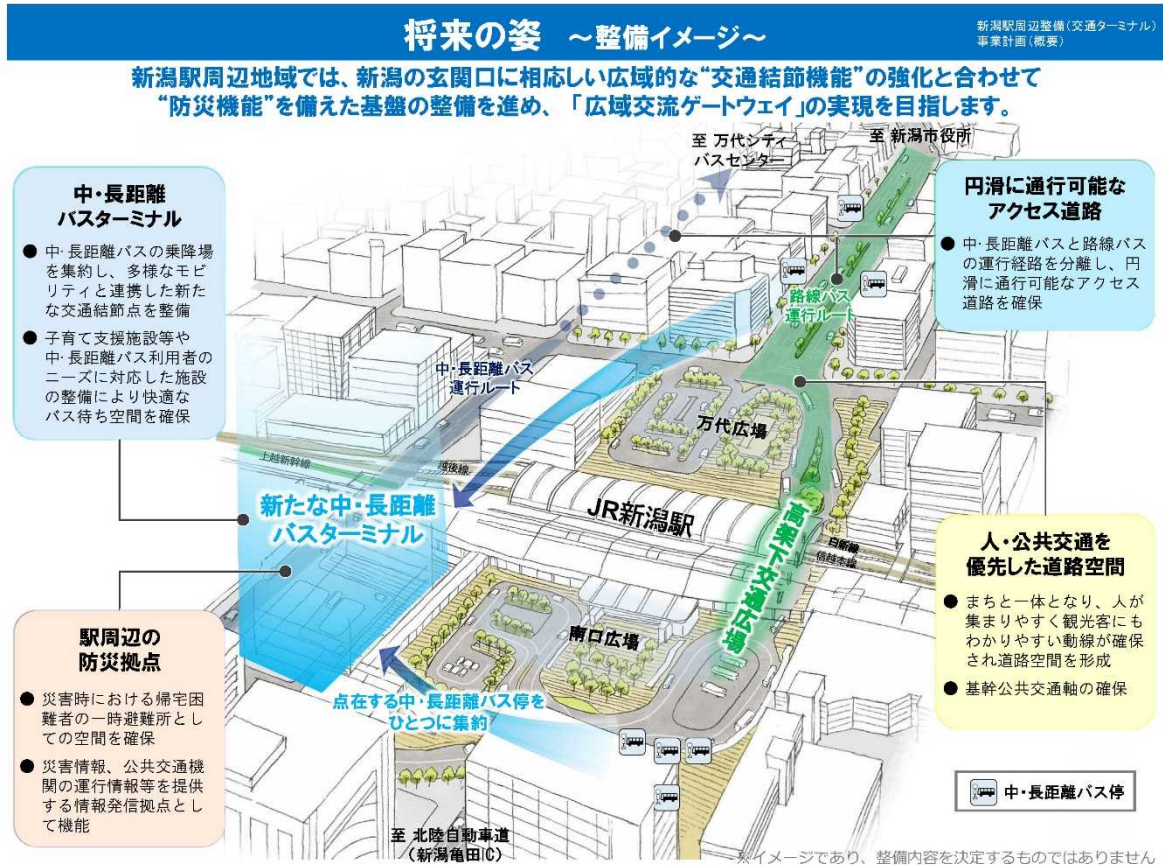 将来の姿 ～整備イメージ～
新潟駅周辺整備(交通ターミナル)
事業計画(概要)
新潟駅周辺地域では、新潟の玄関口に相応しい広域的な“交通結節機能”の強化と合わせて
“防災機能”を備えた基盤の整備を進め、「広域交流ゲートウェイ」の実現を目指します。
至 万代シティ
バスセンター
至 新潟市役所
中・長距離
バスターミナル
● 中・長距離バスの乗降場
を集約し、多様なモビ
リティと連携した新た
な交通結節点を整備
● 子育て支援施設等や
中・長距離バス利用者の
ニーズに対応した施設
の整備により快適な
バス待ち空間を確保
円滑に通行可能な
アクセス道路
● 中・長距離バスと路線バス
の運行経路を分離し、円
滑に通行可能なアクセス
道路を確保
路線バス
運行ルート
中・長距離バス
運行ルート
万代広場
上越新幹線
越後線
新たな中・長距離
バスターミナル
JR新潟駅
高架下交通広場
白新線
信越本線
人・公共交通を
優先した道路空間
● まちと一体となり、人が
集まりやすく観光客にも
わかりやすい動線が確保
され道路空間を形成
● 基幹公共交通軸の確保
駅周辺の
防災拠点
● 災害時における帰宅困
難者の一時避難所とし
ての空間を確保
● 災害情報、公共交通機
関の運行情報等を提供
する情報発信拠点とし
て機能
南口広場
点在する中・長距離バス停を
ひとつに集約
中・長距離バス停
至 北陸自動車道
(新潟亀田IC)
※イメージであり、整備内容を決定するものではありません